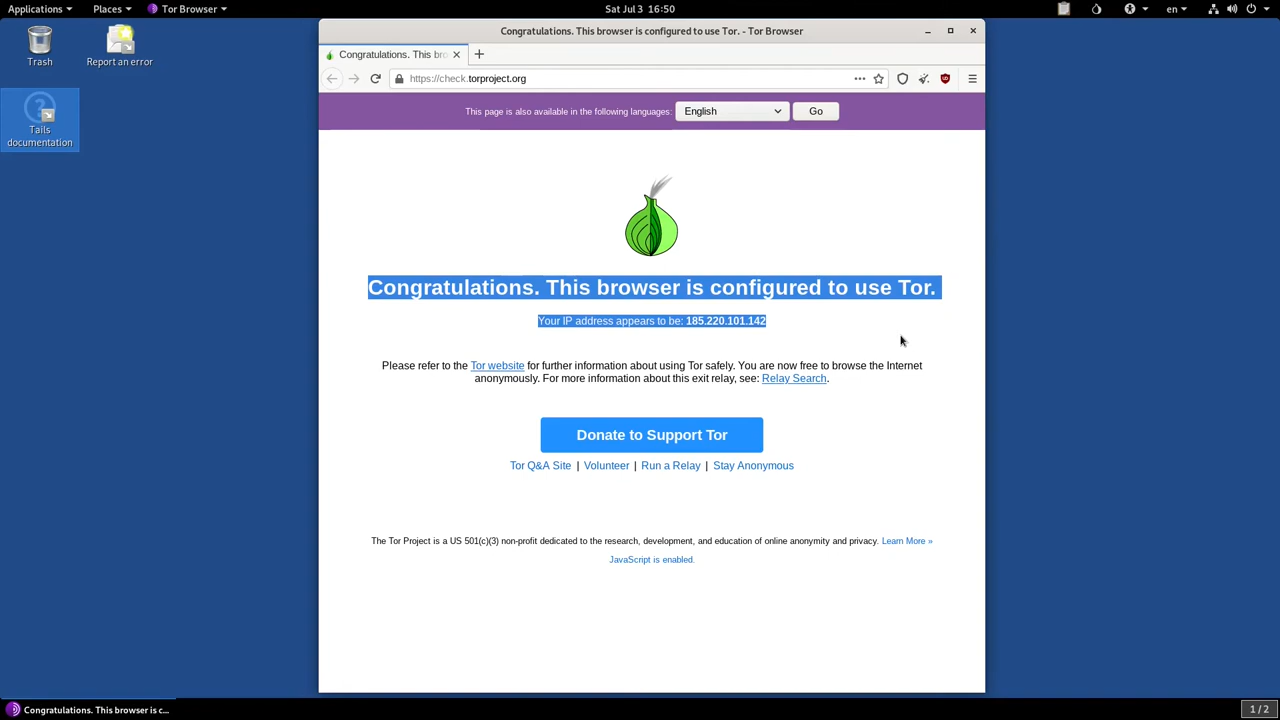 Applications Places Tor Browser Sat Jul 3 16:50 en
Trash
Report an error
Tails
documentation
Congratulations. This browser is configured to use Tor. - Tor Browser
Congratulations. This bro
https://check.torproject.org
This page is also available in the following languages: English Go
Congratulations. This browser is configured to use Tor.
Your IP address appears to be: 185.220.101.142
Please refer to the Tor website for further information about using Tor safely. You are now free to browse the Internet
anonymously. For more information about this exit relay, see: Relay Search.
Donate to Support Tor
Tor Q&A Site | Volunteer | Run a Relay | Stay Anonymous
The Tor Project is a US 501(c)(3) non-profit dedicated to the research, development, and education of online anonymity and privacy. Learn More »
JavaScript is enabled.
Congratulations. This browser is c... 1 / 2